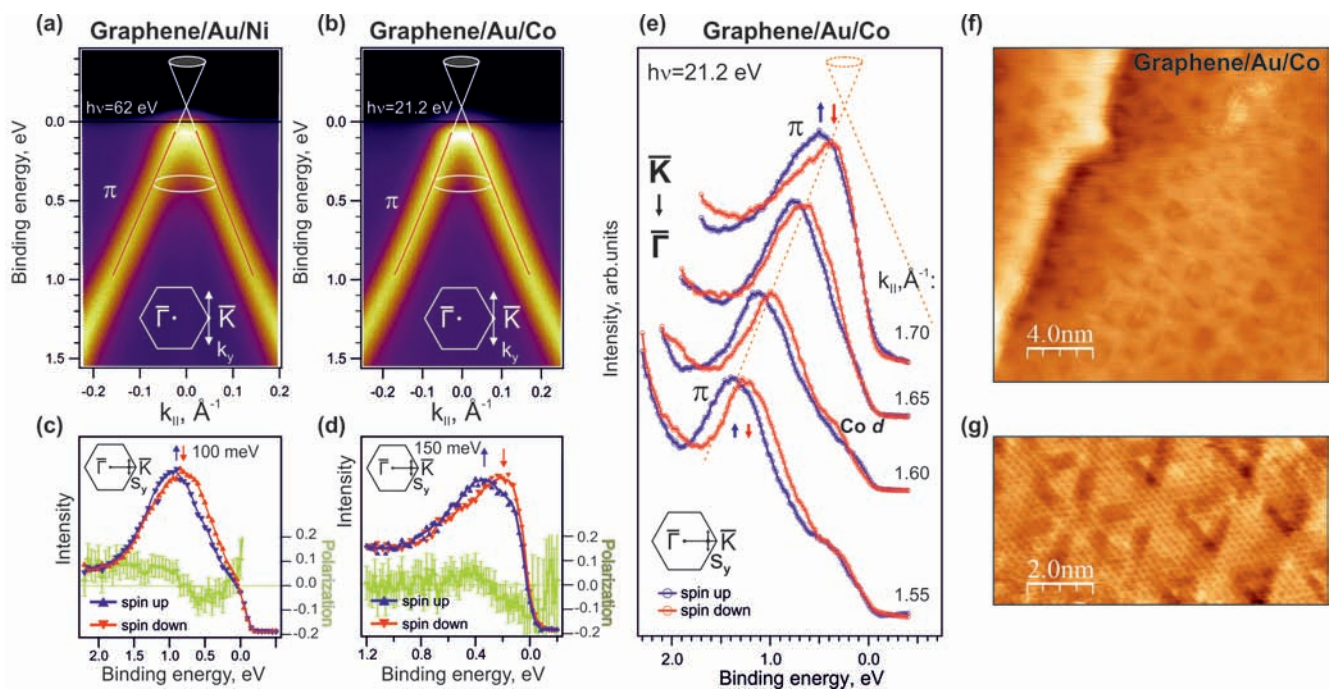 (a) Graphene/Au/Ni
hν=62 eV
π
Binding energy, eV
0.0
0.5
1.0
1.5
Γ̅ K̅
k_y
-0.2 -0.1 0.0 0.1 0.2
k_||, Å⁻¹
(b) Graphene/Au/Co
hν=21.2 eV
π
Binding energy, eV
0.0
0.5
1.0
1.5
Γ̅ K̅
k_y
-0.2 -0.1 0.0 0.1 0.2
k_||, Å⁻¹
(c)
100 meV
Γ̅ K̅
S_y
Intensity
0.2
0.1
0.0
-0.1
-0.2
Polarization
spin up
spin down
2.0 1.5 1.0 0.5 0.0
Binding energy, eV
(d)
150 meV
Γ̅ K̅
S_y
Intensity
0.2
0.1
0.0
-0.1
-0.2
Polarization
spin up
spin down
1.2 0.8 0.4 0.0
Binding energy, eV
(e) Graphene/Au/Co
hν=21.2 eV
π
K̅
Γ̅
Intensity, arb.units
k_||,Å⁻¹:
1.70
1.65
π
Co d
1.60
Γ̅ K̅
S_y
1.55
spin up
spin down
2.0 1.0 0.0
Binding energy, eV
(f)
Graphene/Au/Co
4.0nm
(g)
2.0nm